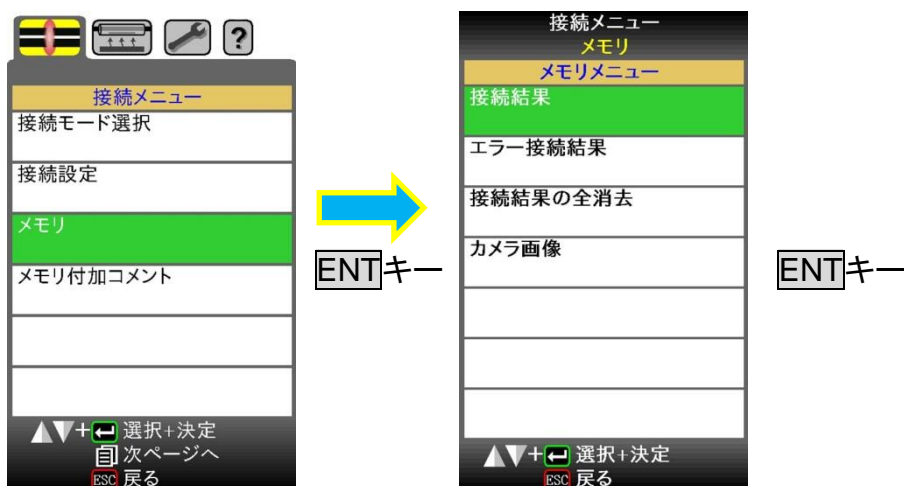 ?
接続メニュー
接続モード選択
接続設定
メモリ
メモリ付加コメント
+ 選択+決定
次ページへ
ESC 戻る
ENTキー
接続メニュー
メモリ
メモリメニュー
接続結果
エラー接続結果
接続結果の全消去
カメラ画像
+ 選択+決定
ESC 戻る
ENTキー